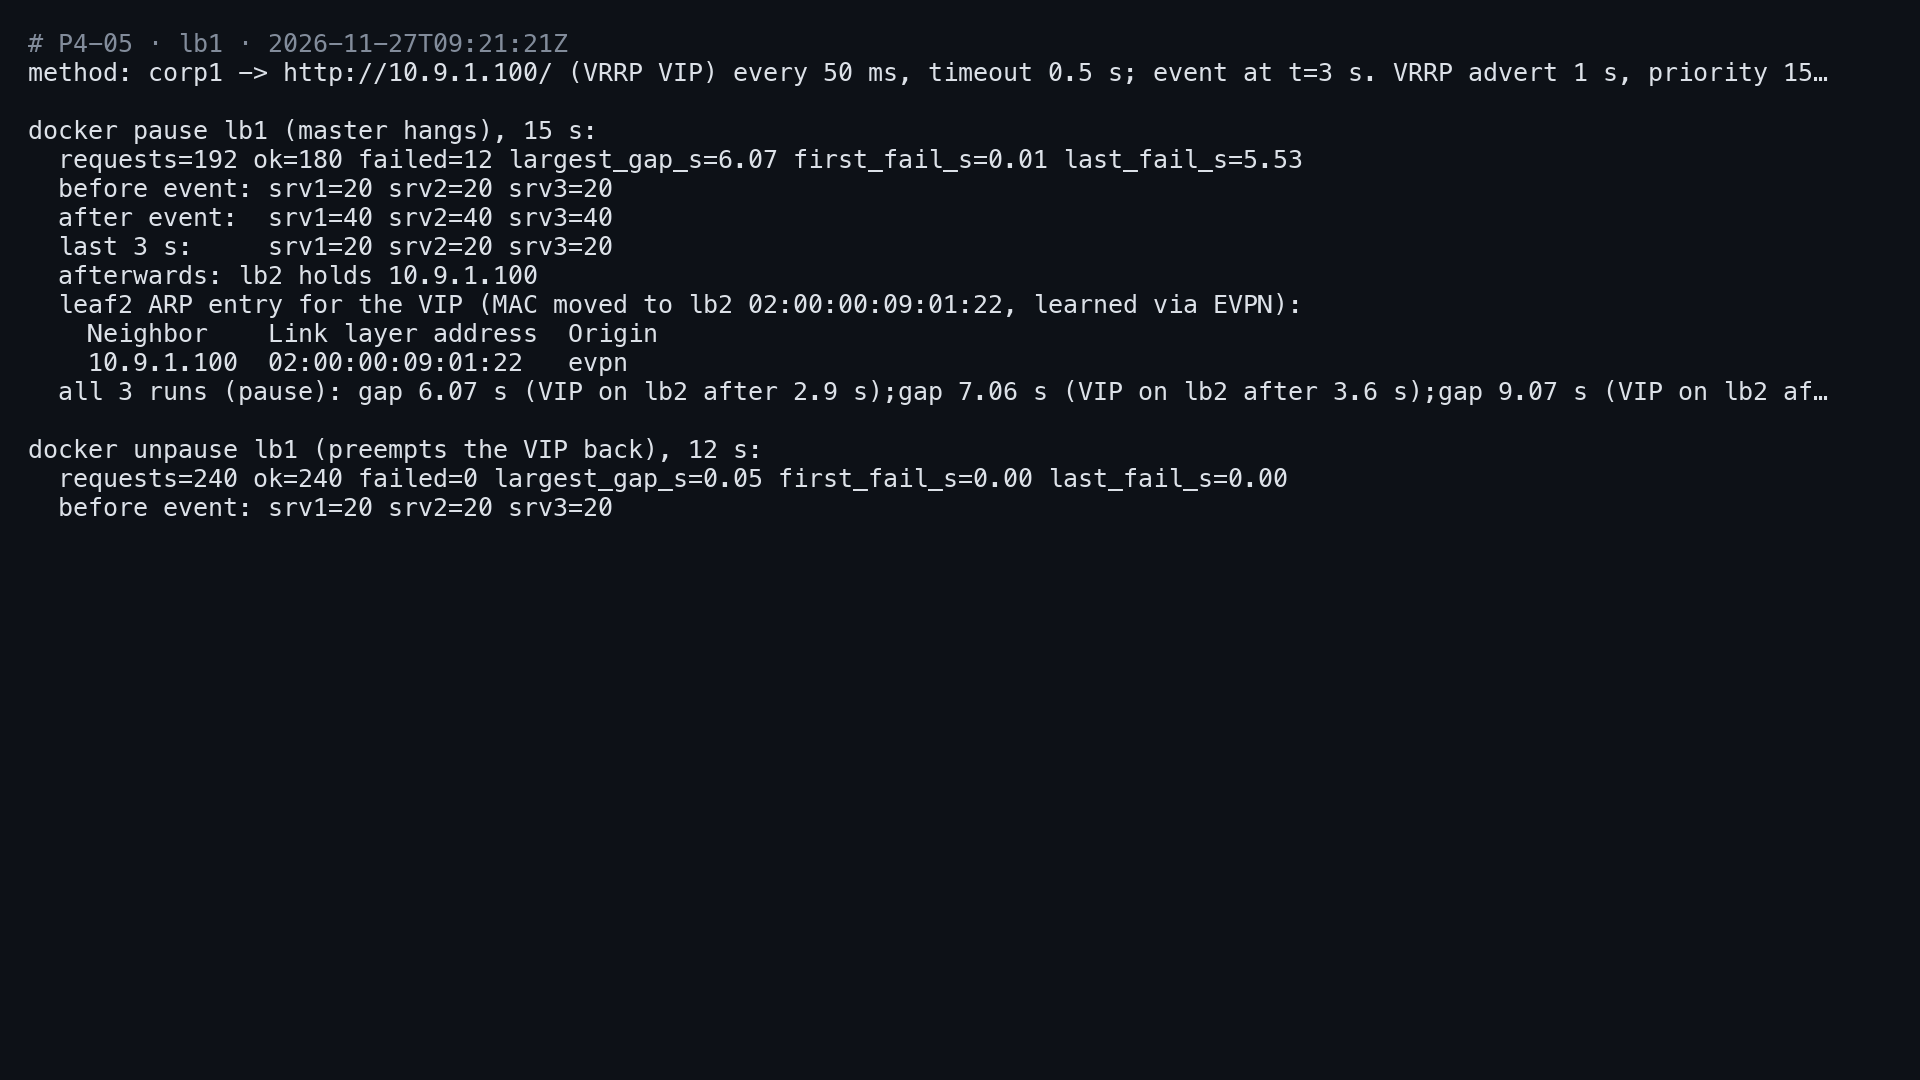 # P4-05 · lb1 · 2026-11-27T09:21:21Z
method: corp1 -> http://10.9.1.100/ (VRRP VIP) every 50 ms, timeout 0.5 s; event at t=3 s. VRRP advert 1 s, priority 15…
docker pause lb1 (master hangs), 15 s:
requests=192 ok=180 failed=12 largest_gap_s=6.07 first_fail_s=0.01 last_fail_s=5.53
before event: srv1=20 srv2=20 srv3=20
after event:  srv1=40 srv2=40 srv3=40
last 3 s:     srv1=20 srv2=20 srv3=20
afterwards: lb2 holds 10.9.1.100
leaf2 ARP entry for the VIP (MAC moved to lb2 02:00:00:09:01:22, learned via EVPN):
Neighbor    Link layer address  Origin
10.9.1.100  02:00:00:09:01:22   evpn
all 3 runs (pause): gap 6.07 s (VIP on lb2 after 2.9 s);gap 7.06 s (VIP on lb2 after 3.6 s);gap 9.07 s (VIP on lb2 af…
docker unpause lb1 (preempts the VIP back), 12 s:
requests=240 ok=240 failed=0 largest_gap_s=0.05 first_fail_s=0.00 last_fail_s=0.00
before event: srv1=20 srv2=20 srv3=20